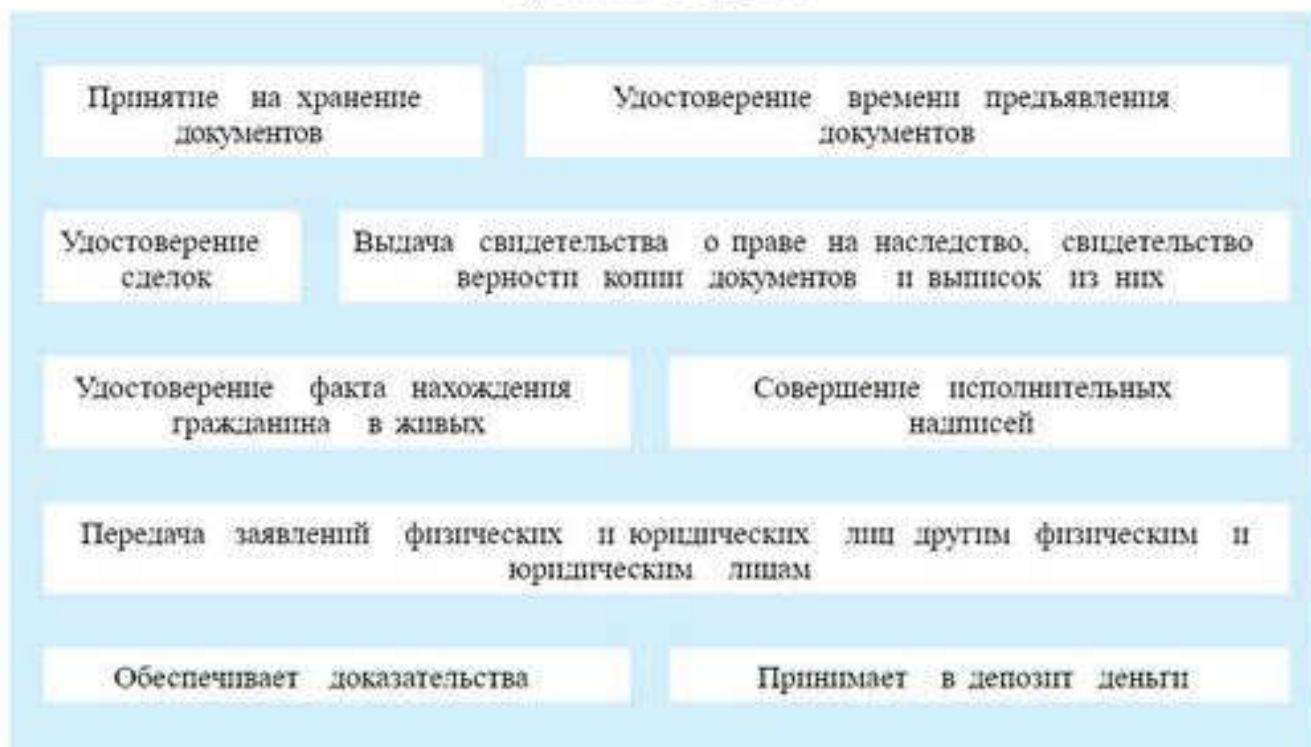 Принятие на хранение
документов
Удостоверение времени предъявления
документов
Удостоверение
сделок
Выдача свидетельства о праве на наследство, свидетельство
верности копии документов и выписок из них
Удостоверение факта нахождения
гражданина в живых
Совершение исполнительных
надписей
Передача заявлений физических и юридических лиц другим физическим и
юридическим лицам
Обеспечивает доказательства
Принимает в депозит деньги